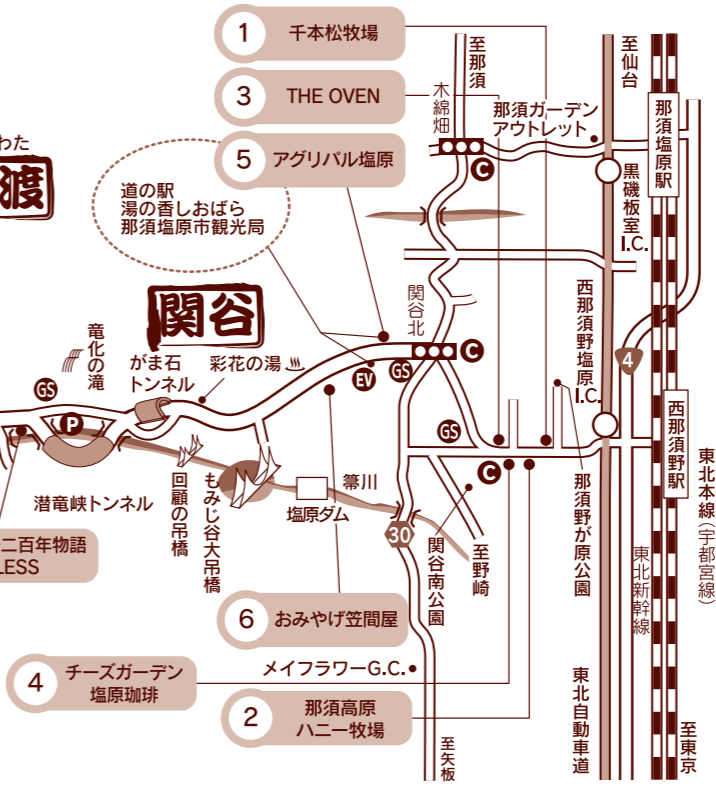 1
千本松牧場
3
THE OVEN
5
アグリパル塩原
道の駅
湯の香しおばら
那須塩原市観光局
わた
渡
関谷
至那須
木綿畑
那須ガーデン
アウトレット
C
至仙台
那須塩原駅
黒磯板室
I.C.
関谷北
西那須野塩原
I.C.
4
西那須野駅
東北本線(宇都宮線)
竜化の滝
がま石
トンネル
彩花の湯
GS
P
EV
GS
C
GS
C
潜竜峡トンネル
回顧の吊橋
もみじ谷大吊橋
塩原ダム
箒川
30
関谷南公園
至野崎
那須野が原公園
東北新幹線
二百年物語
LESS
6
おみやげ笠間屋
4
チーズガーデン
塩原珈琲
メイフラワーG.C.
2
那須高原
ハニー牧場
至矢板
東北自動車道
至東京